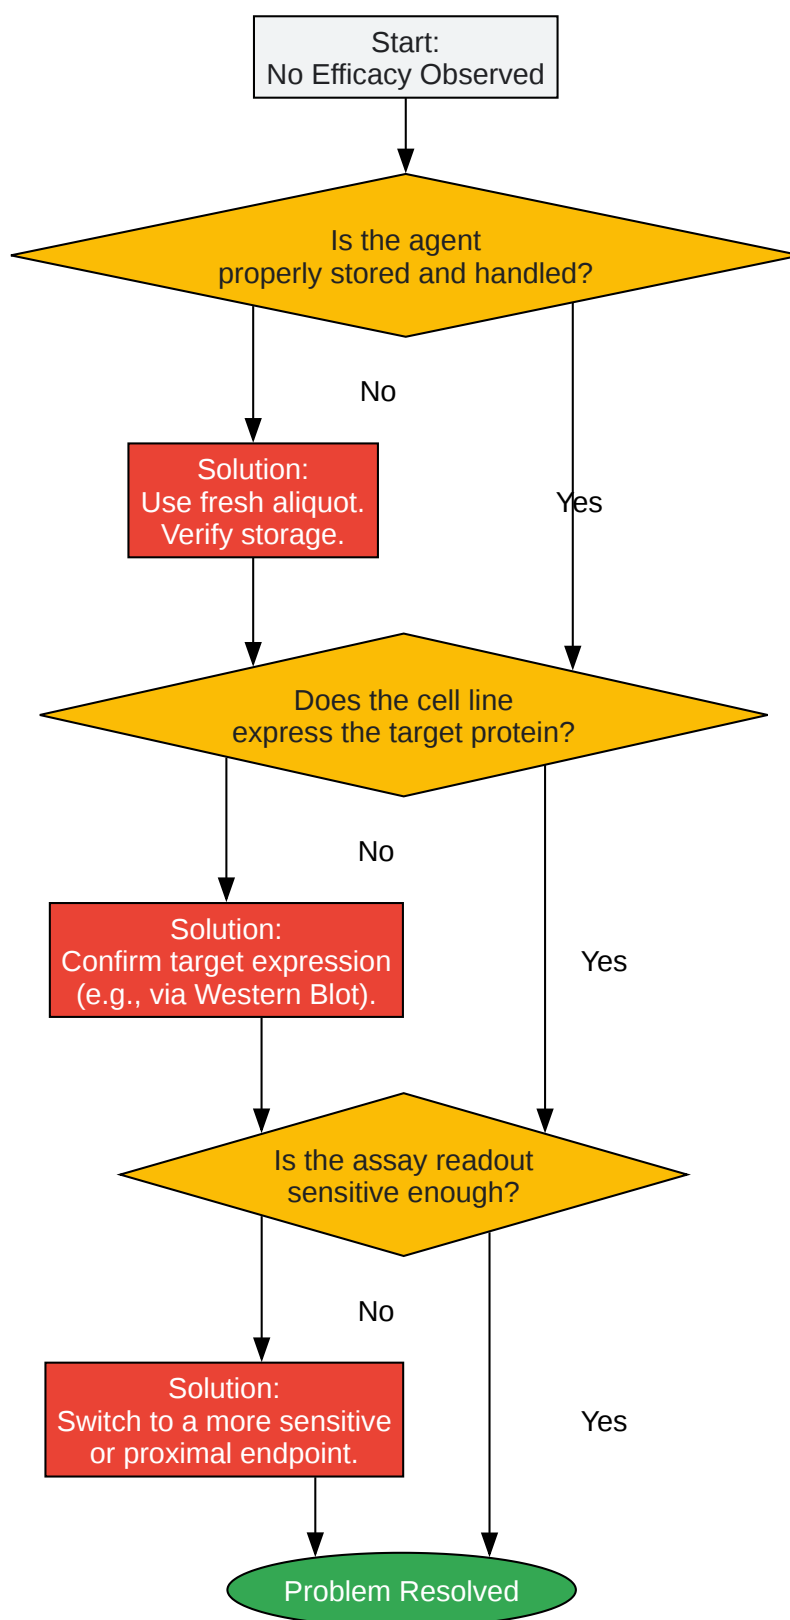 Start:
No Efficacy Observed
Is the agent
properly stored and handled?
No
Solution:
Use fresh aliquot.
Verify storage.
Yes
Does the cell line
express the target protein?
No
Solution:
Confirm target expression
(e.g., via Western Blot).
Yes
Is the assay readout
sensitive enough?
No
Solution:
Switch to a more sensitive
or proximal endpoint.
Yes
Problem Resolved